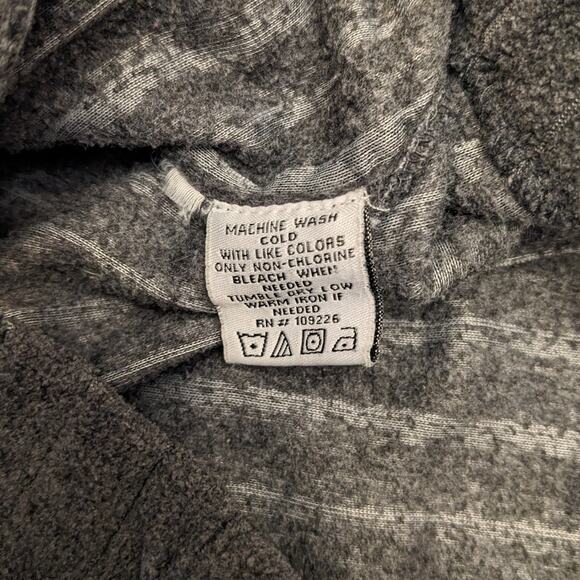 MACHINE WASH
COLD
WITH LIKE COLORS
ONLY NON-CHLORINE
BLEACH WHEN
NEEDED
TUMBLE DRY LOW
WARM IRON IF
NEEDED
RN # 109226